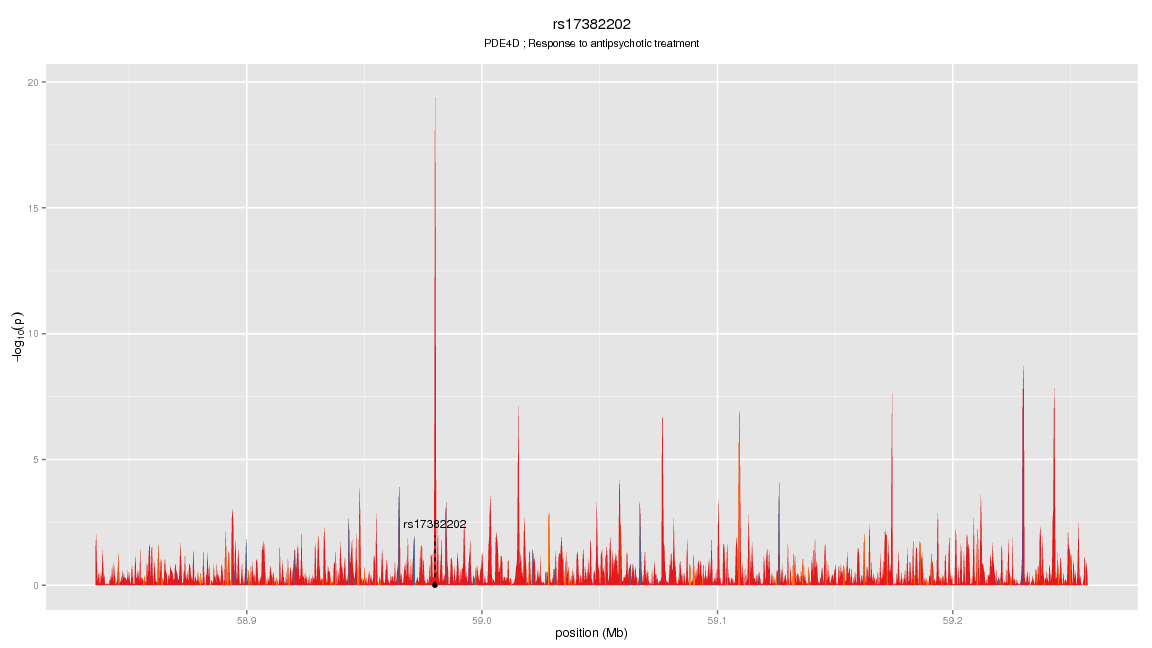 rs17382202
PDE4D ; Response to antipsychotic treatment
20
15
10
5
0
−log10(p)
rs17382202
58.9 59.0 59.1 59.2
position (Mb)